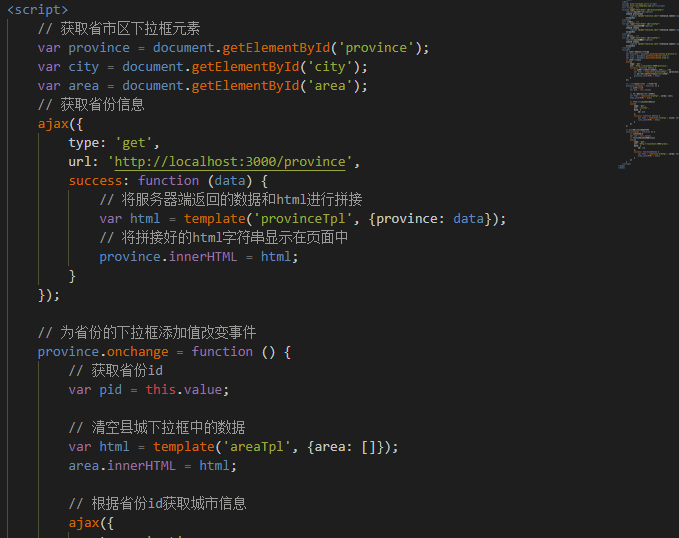 <script>
// 获取省市区下拉框元素
var province = document.getElementById('province');
var city = document.getElementById('city');
var area = document.getElementById('area');
// 获取省份信息
ajax({
type: 'get',
url: 'http://localhost:3000/province',
success: function (data) {
// 将服务器端返回的数据和html进行拼接
var html = template('provinceTpl', {province: data});
// 将拼接好的html字符串显示在页面中
province.innerHTML = html;
}
});
// 为省份的下拉框添加值改变事件
province.onchange = function () {
// 获取省份id
var pid = this.value;
// 清空县城下拉框中的数据
var html = template('areaTpl', {area: []});
area.innerHTML = html;
// 根据省份id获取城市信息
ajax({